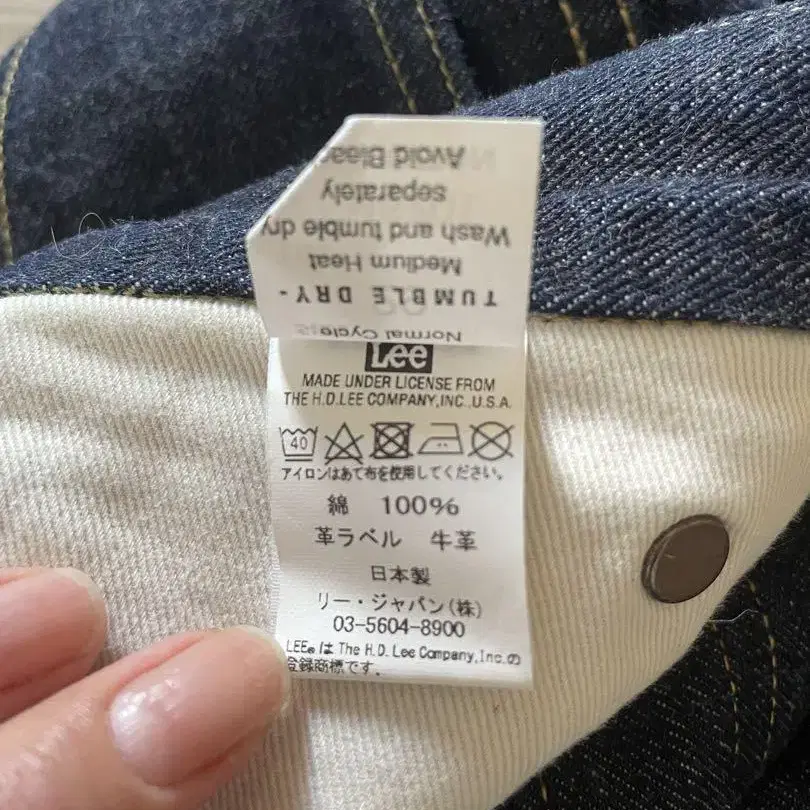 Avoid Blea
separately
Wash and tumble dry
Medium Heat
TUMBLE DRY -
Normal Cycle
Lee
MADE UNDER LICENSE FROM
THE H.D.LEE COMPANY,INC.,U.S.A.
40
アイロンはあて布を使用してください。
綿 100%
革ラベル 牛革
日本製
リー・ジャパン(株)
03-5604-8900
LEE®は The H.D. Lee Company,Inc.の
登録商標です。